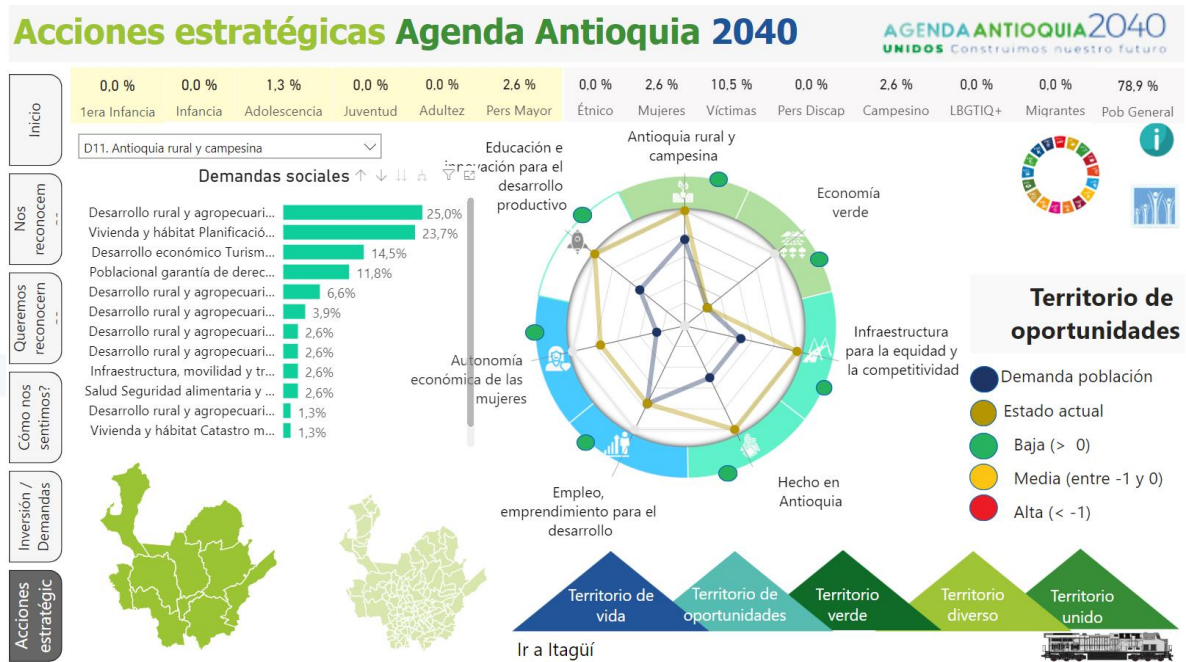 Acciones estratégicas Agenda Antioquia 2040
AGENDA ANTIOQUIA 2040
UNIDOS Construimos nuestro futuro
Inicio
Nos
reconocem
Queremos
reconocern
Cómo nos
sentimos?
Inversión /
Demandas
Acciones
estratégic
0,0 % 0,0 % 1,3 % 0,0 % 0,0 % 2,6 % 0,0 % 2,6 % 10,5 % 0,0 % 2,6 % 0,0 % 0,0 % 78,9 %
1era Infancia Infancia Adolescencia Juventud Adultez Pers Mayor Étnico Mujeres Víctimas Pers Discap Campesino LBGTIQ+ Migrantes Pob General
D11. Antioquia rural y campesina
Demandas sociales
Desarrollo rural y agropecuari... 25,0%
Vivienda y hábitat Planificació... 23,7%
Desarrollo económico Turism... 14,5%
Poblacional garantía de derec... 11,8%
Desarrollo rural y agropecuari... 6,6%
Desarrollo rural y agropecuari... 3,9%
Desarrollo rural y agropecuari... 2,6%
Desarrollo rural y agropecuari... 2,6%
Infraestructura, movilidad y tr... 2,6%
Salud Seguridad alimentaria y ... 2,6%
Desarrollo rural y agropecuari... 1,3%
Vivienda y hábitat Catastro m... 1,3%
Educación e
innovación para el
desarrollo
productivo
Antioquia rural y
campesina
Economía
verde
Infraestructura
para la equidad y
la competitividad
Hecho en
Antioquia
Empleo,
emprendimiento para el
desarrollo
Autonomía
económica de las
mujeres
i
Territorio de
oportunidades
Demanda población
Estado actual
Baja (> 0)
Media (entre -1 y 0)
Alta (< -1)
Territorio de
vida
Territorio de
oportunidades
Territorio
verde
Territorio
diverso
Territorio
unido
Ir a Itagüí